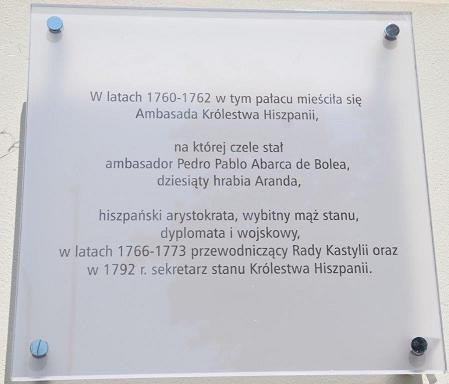 W latach 1760-1762 w tym pałacu mieściła się
Ambasada Królestwa Hiszpanii,
na której czele stał
ambasador Pedro Pablo Abarca de Bolea,
dziesiąty hrabia Aranda,
hiszpański arystokrata, wybitny mąż stanu,
dyplomata i wojskowy,
w latach 1766-1773 przewodniczący Rady Kastylii oraz
w 1792 r. sekretarz stanu Królestwa Hiszpanii.